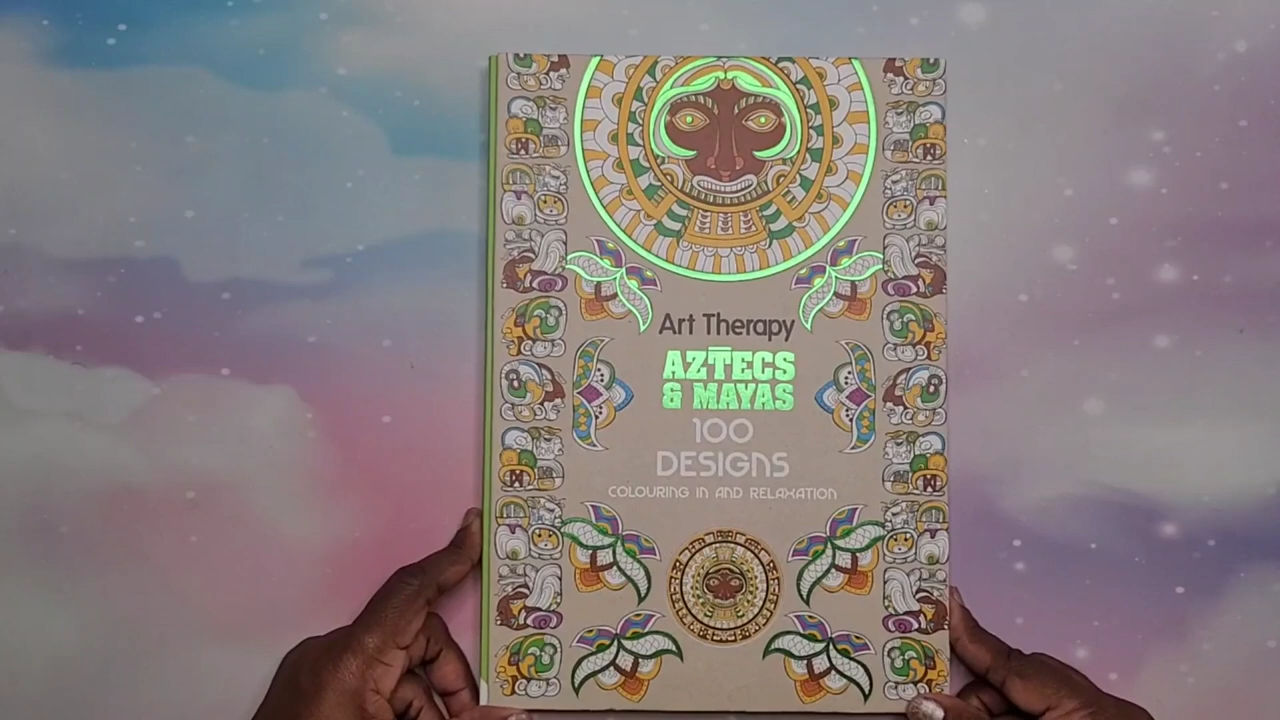 Art Therapy
AZTECS
& MAYAS
100
DESIGNS
COLOURING IN AND RELAXATION